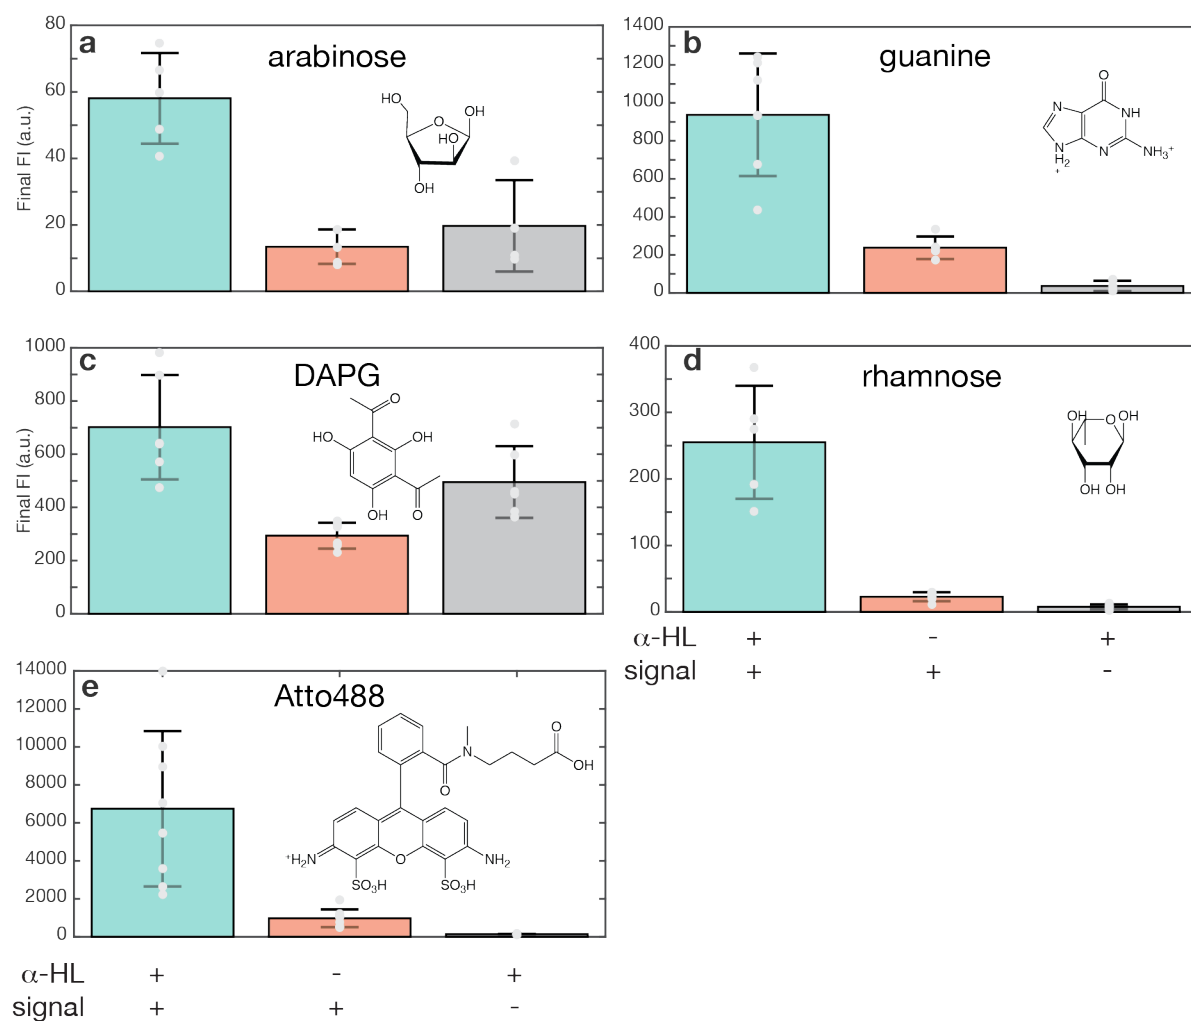 a
arabinose
Final FI (a.u.)
80
60
40
20
0
HO
O
OH
HO
OH
b
guanine
1400
1200
1000
800
600
400
200
0
O
N
NH
N
H2
+
N
NH3+
c
DAPG
Final FI (a.u.)
1000
800
600
400
200
0
O
HO
OH
OH
O
d
rhamnose
400
300
200
100
0
OH
O
OH
OH
OH
α-HL + - +
signal + + -
e
Atto488
14000
12000
10000
8000
6000
4000
2000
0
O
N
OH
O
+H2N
O
NH2
SO3H
SO3H
α-HL + - +
signal + + -